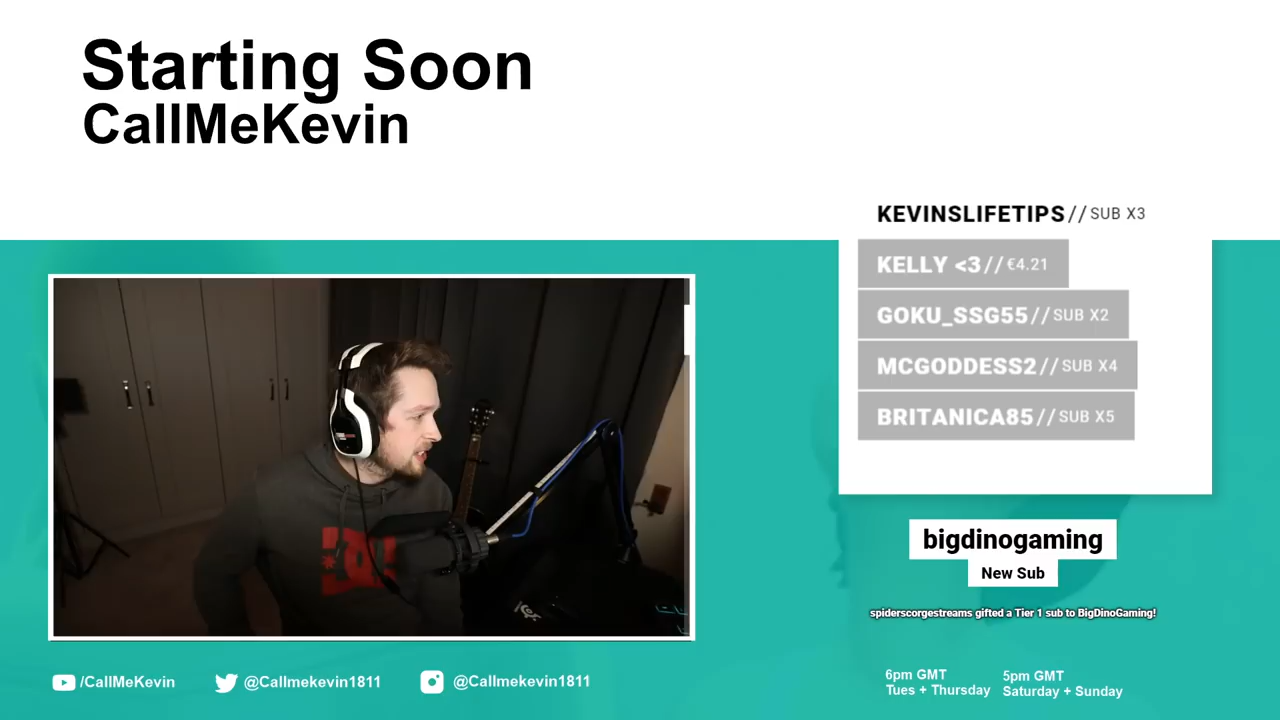 Starting Soon
CallMeKevin
KEVINSLIFETIPS // SUB X3
KELLY <3 // €4.21
GOKU_SSG55 // SUB X2
MCGODDESS2 // SUB X4
BRITANICA85 // SUB X5
bigdinogaming
New Sub
spiderscorgestreams gifted a Tier 1 sub to BigDinoGaming!
/CallMeKevin
@Callmekevin1811
@Callmekevin1811
6pm GMT
Tues + Thursday
5pm GMT
Saturday + Sunday